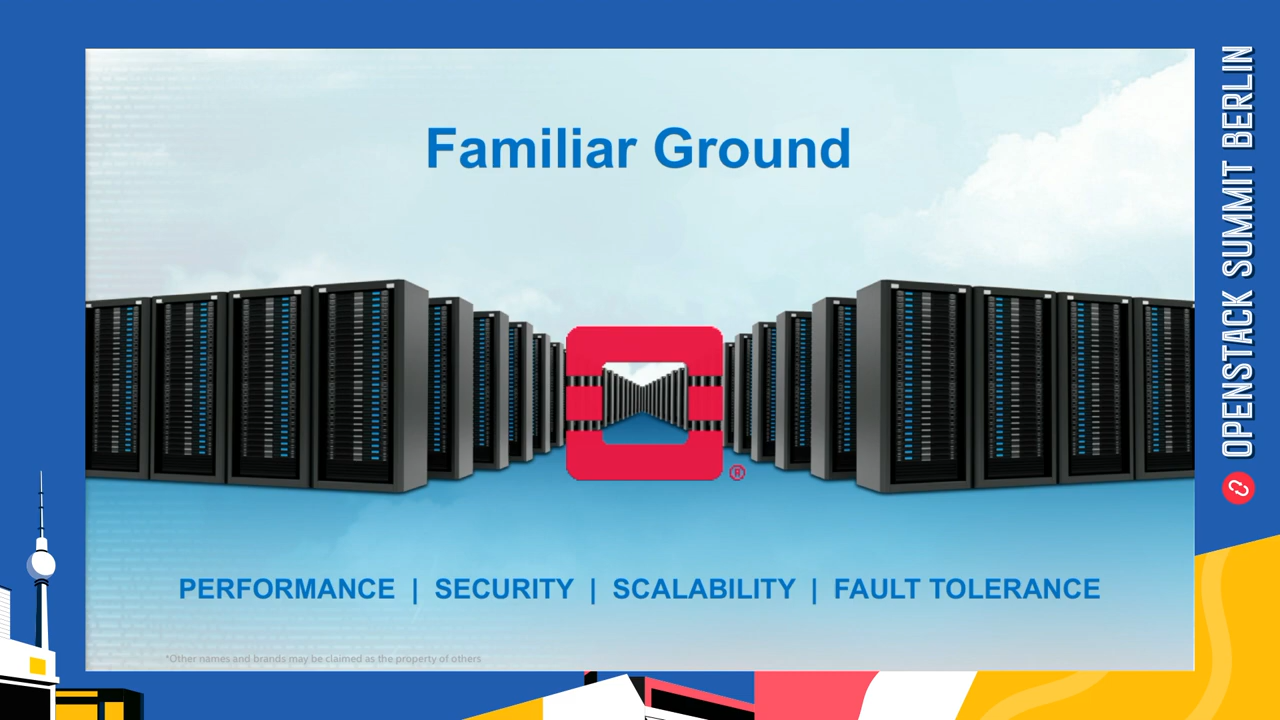 Familiar Ground
®
PERFORMANCE | SECURITY | SCALABILITY | FAULT TOLERANCE
*Other names and brands may be claimed as the property of others
OPENSTACK SUMMIT BERLIN